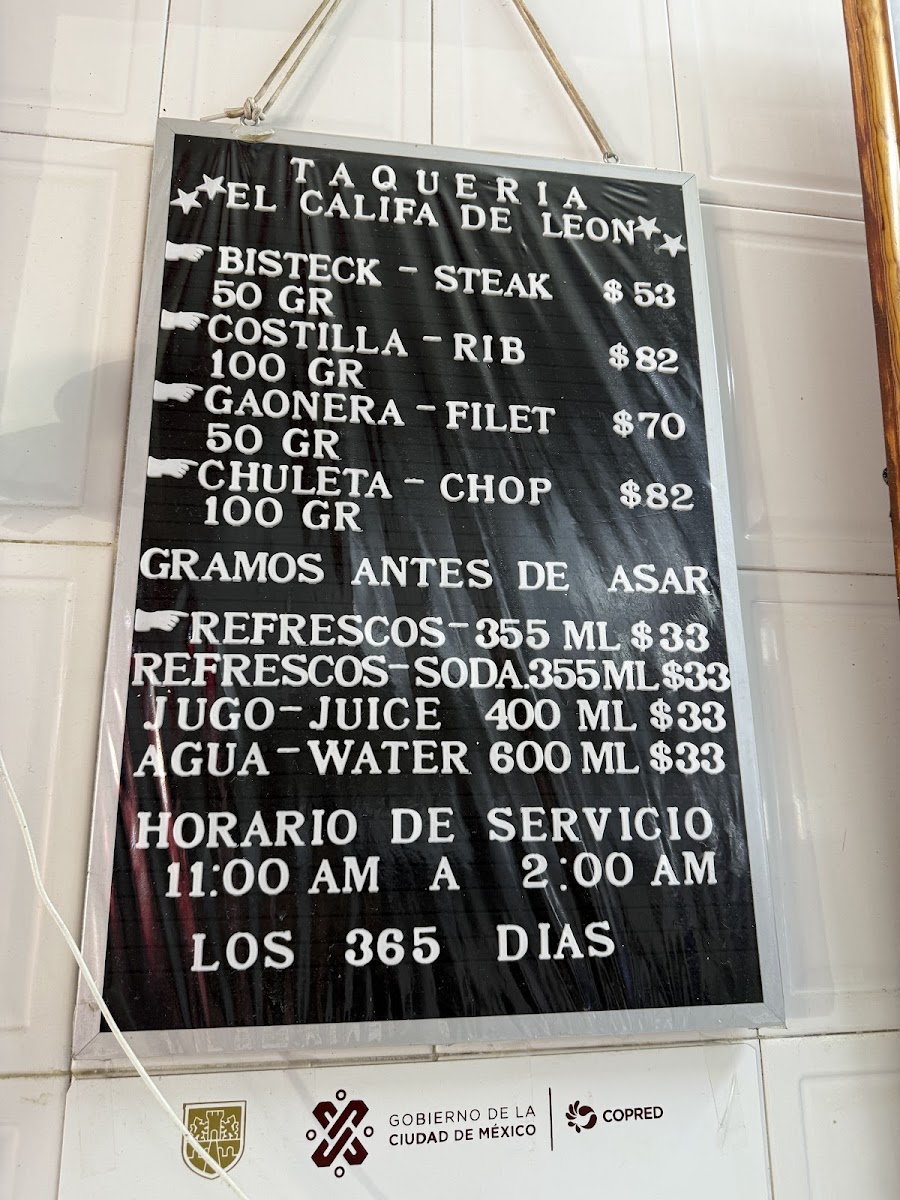 TAQUERIA
EL CALIFA DE LEON
BISTECK - STEAK $53
50 GR
COSTILLA - RIB $82
100 GR
GAONERA - FILET $70
50 GR
CHULETA - CHOP $82
100 GR
GRAMOS ANTES DE ASAR
REFRESCOS-355 ML $33
REFRESCOS-SODA.355ML$33
JUGO-JUICE 400 ML $33
AGUA-WATER 600 ML $33
HORARIO DE SERVICIO
11:00 AM A 2:00 AM
LOS 365 DIAS
GOBIERNO DE LA
CIUDAD DE MÉXICO
COPRED